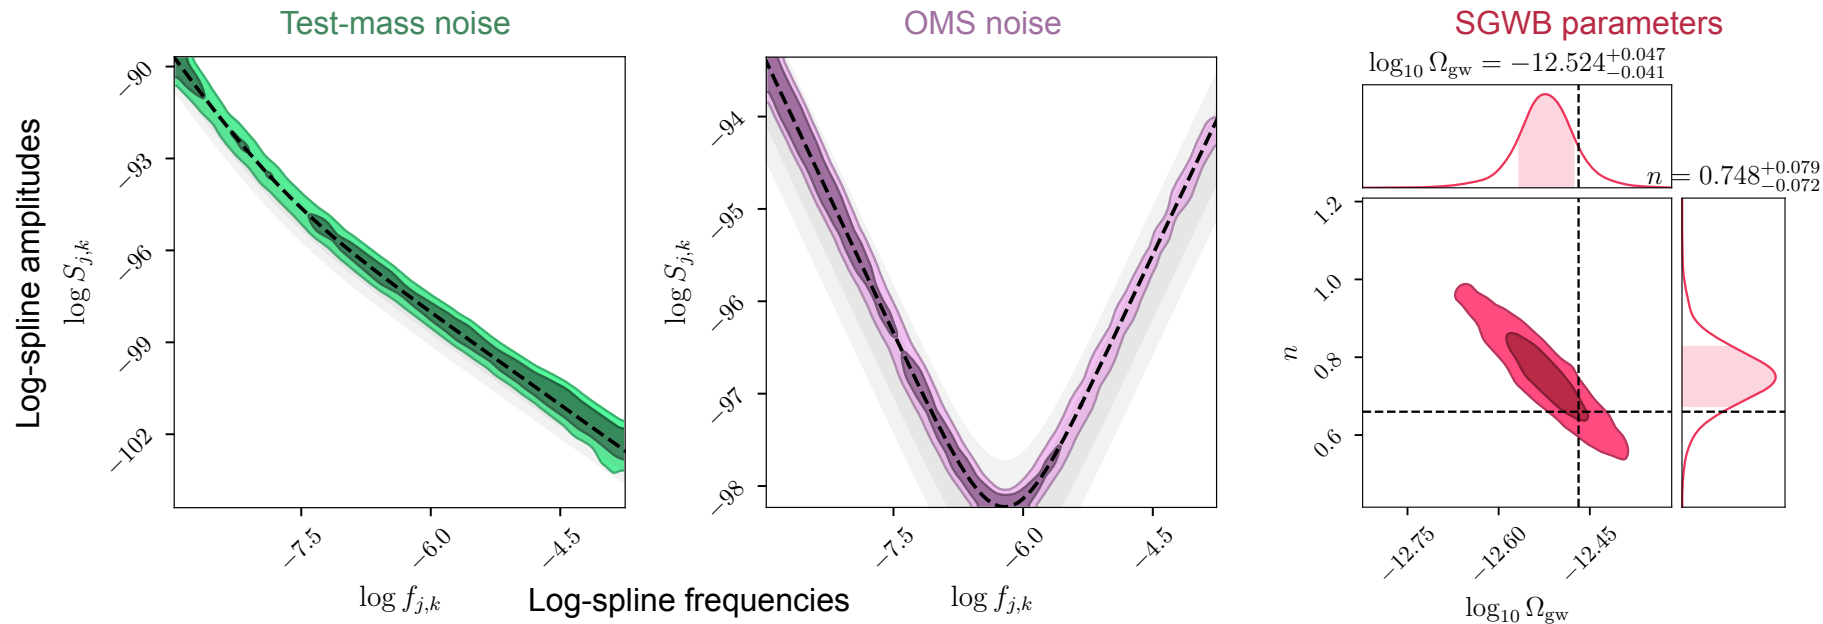 Test-mass noise
OMS noise
SGWB parameters
Log-spline amplitudes
log S_{j,k}
−90
−93
−96
−99
−102
−7.5
−6.0
−4.5
log f_{j,k}
log S_{j,k}
−94
−95
−96
−97
−98
−7.5
−6.0
−4.5
log f_{j,k}
Log-spline frequencies
log₁₀ Ω_gw = −12.524^{+0.047}_{−0.041}
n = 0.748^{+0.079}_{−0.072}
n
1.2
1.0
0.8
0.6
−12.75
−12.60
−12.45
log₁₀ Ω_gw